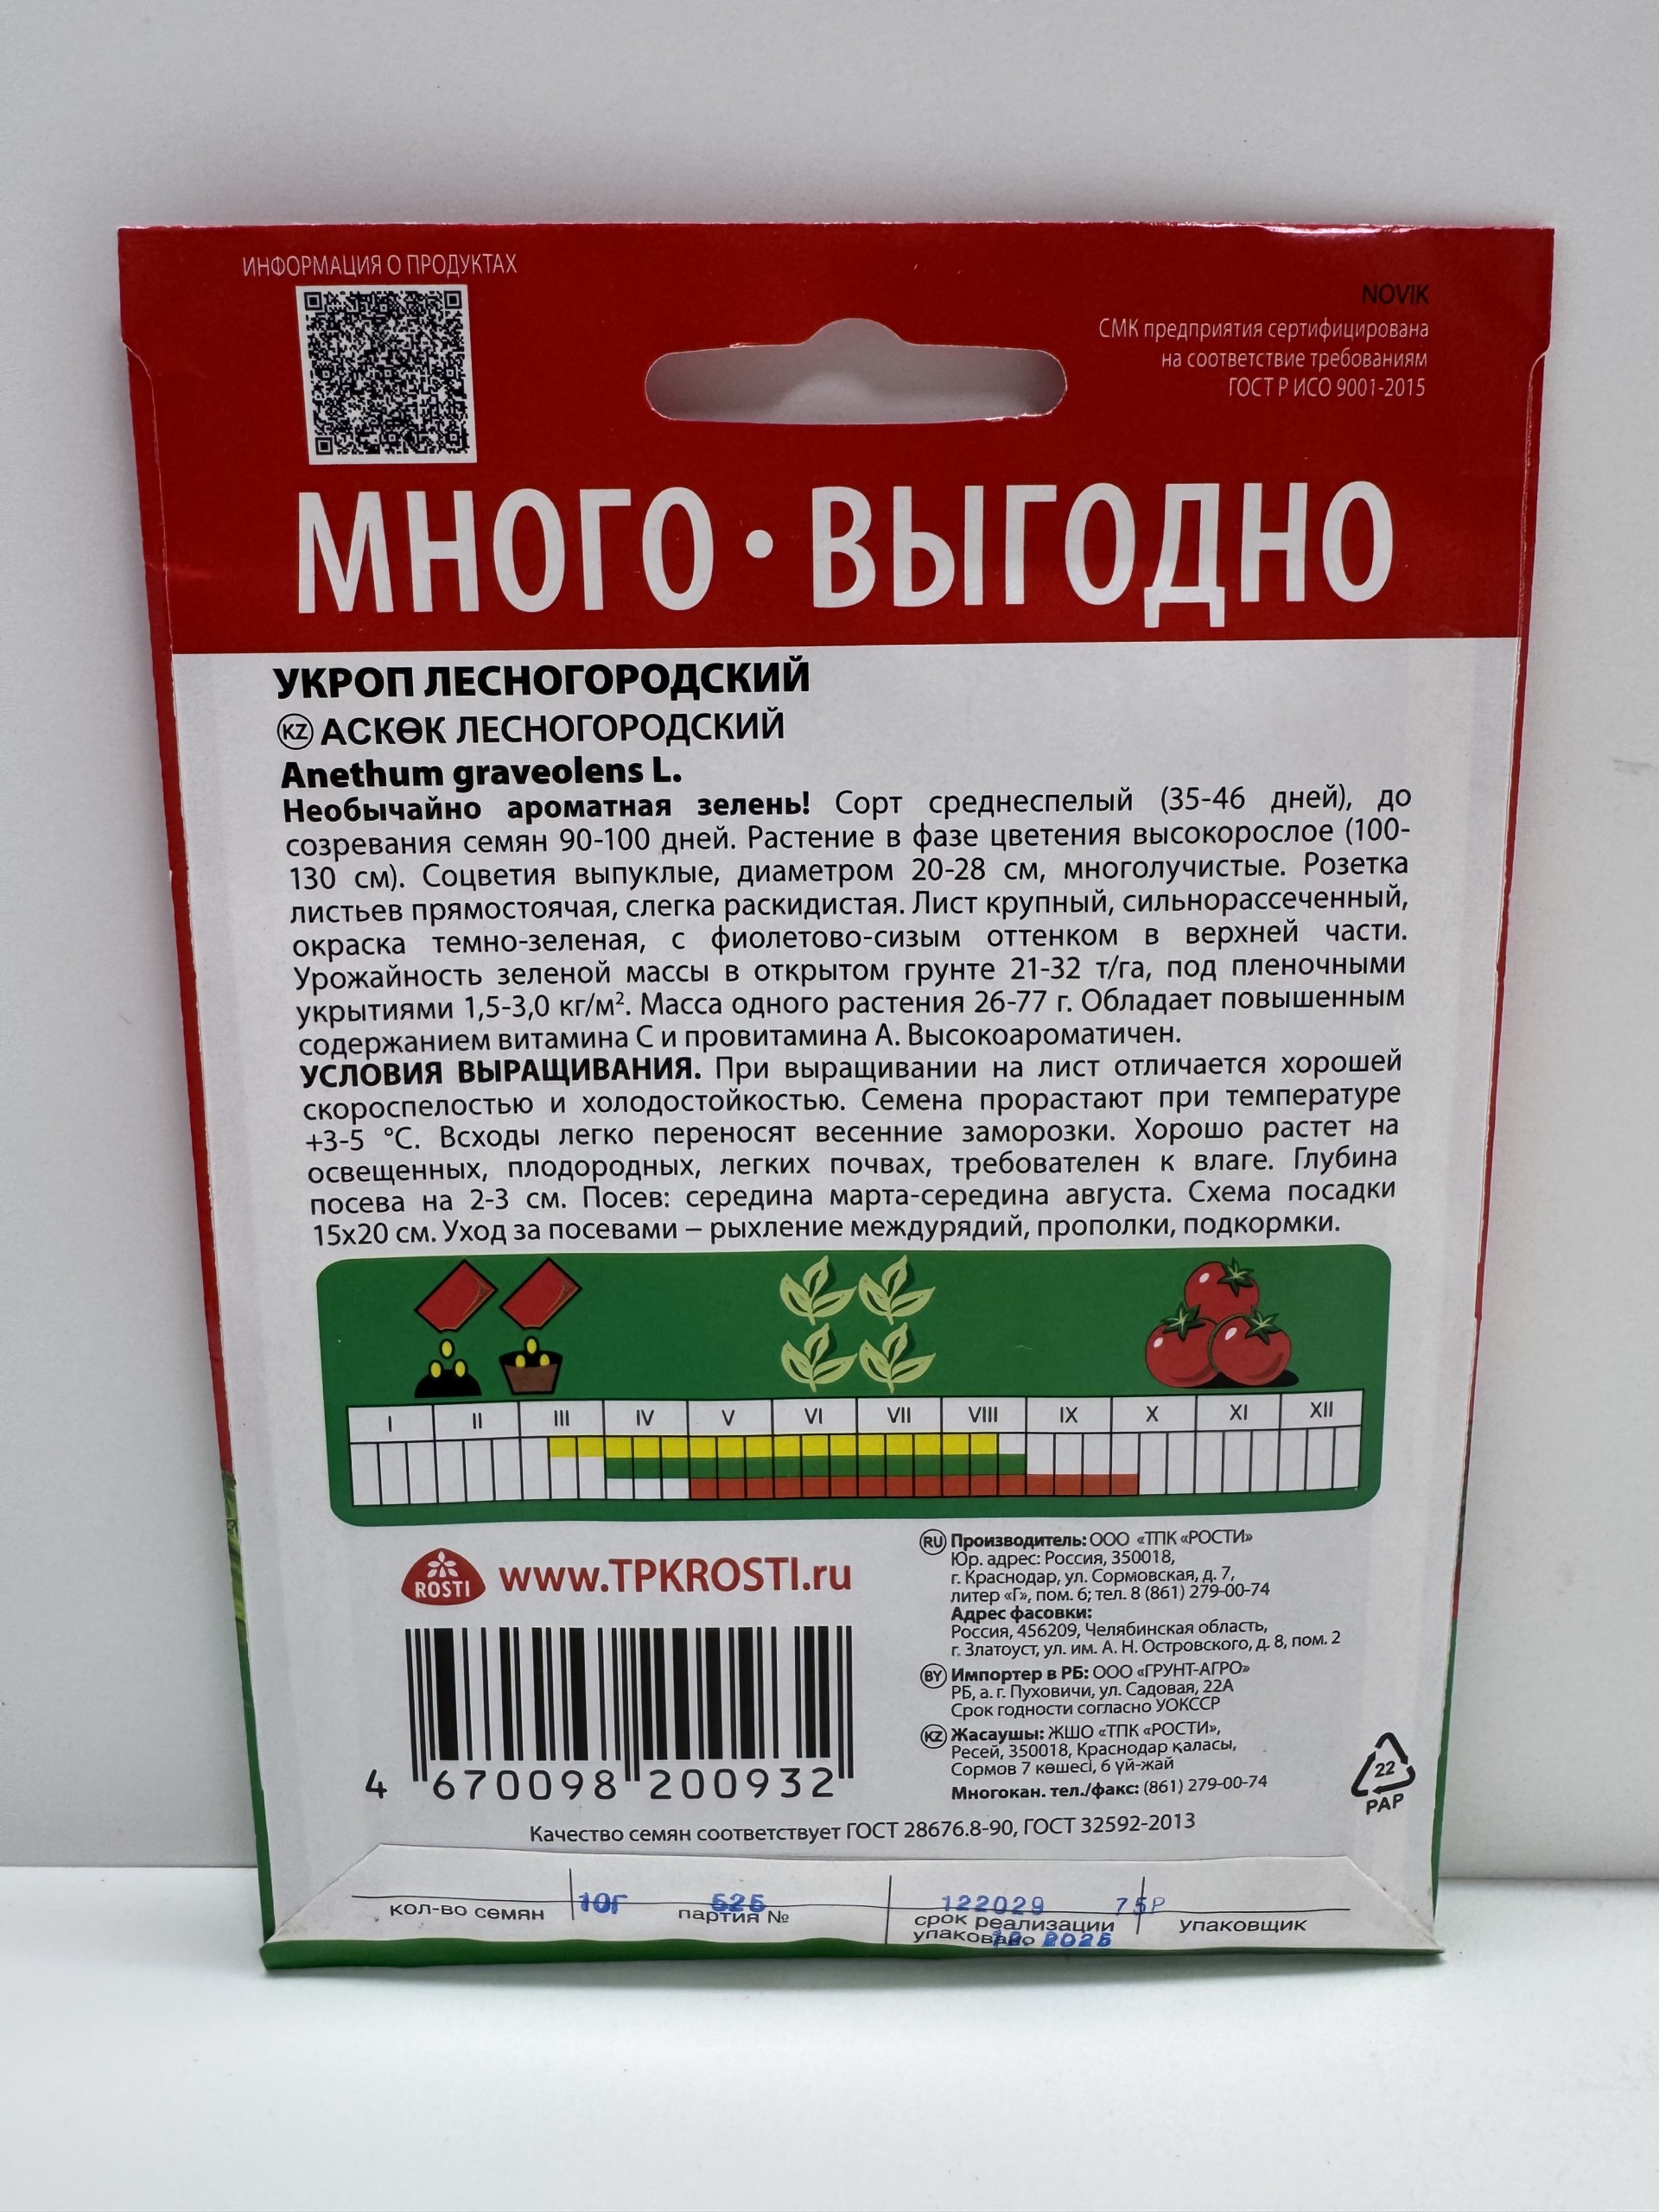 ИНФОРМАЦИЯ О ПРОДУКТАХ
NOVIK
СМК предприятия сертифицирована
на соответствие требованиям
ГОСТ Р ИСО 9001-2015
МНОГО • ВЫГОДНО
УКРОП ЛЕСНОГОРОДСКИЙ
KZ АСКӨК ЛЕСНОГОРОДСКИЙ
Anethum graveolens L.
Необычайно ароматная зелень! Сорт среднеспелый (35-46 дней), до
созревания семян 90-100 дней. Растение в фазе цветения высокорослое (100-
130 см). Соцветия выпуклые, диаметром 20-28 см, многолучистые. Розетка
листьев прямостоячая, слегка раскидистая. Лист крупный, сильнорассеченный,
окраска темно-зеленая, с фиолетово-сизым оттенком в верхней части.
Урожайность зеленой массы в открытом грунте 21-32 т/га, под пленочными
укрытиями 1,5-3,0 кг/м². Масса одного растения 26-77 г. Обладает повышенным
содержанием витамина С и провитамина А. Высокоароматичен.
УСЛОВИЯ ВЫРАЩИВАНИЯ. При выращивании на лист отличается хорошей
скороспелостью и холодостойкостью. Семена прорастают при температуре
+3-5 °С. Всходы легко переносят весенние заморозки. Хорошо растет на
освещенных, плодородных, легких почвах, требователен к влаге. Глубина
посева на 2-3 см. Посев: середина марта-середина августа. Схема посадки
15х20 см. Уход за посевами – рыхление междурядий, прополки, подкормки.
I II III IV V VI VII VIII IX X XI XII
ROSTI www.TPKROSTI.ru
RU Производитель: ООО «ТПК «РОСТИ»
Юр. адрес: Россия, 350018,
г. Краснодар, ул. Сормовская, д. 7,
литер «Г», пом. 6; тел. 8 (861) 279-00-74
Адрес фасовки:
Россия, 456209, Челябинская область,
г. Златоуст, ул. им. А. Н. Островского, д. 8, пом. 2
BY Импортер в РБ: ООО «ГРУНТ-АГРО»
РБ, а. г. Пуховичи, ул. Садовая, 22А
Срок годности согласно УОКССР
KZ Жасаушы: ЖШО «ТПК «РОСТИ»,
Ресей, 350018, Краснодар қаласы,
Сормов 7 көшесі, 6 үй-жай
Многокан. тел./факс: (861) 279-00-74
4 670098 200932
22
PAP
Качество семян соответствует ГОСТ 28676.8-90, ГОСТ 32592-2013
10Г 122029 75Р
кол-во семян партия № срок реализации упаковщик
упаковано 2025